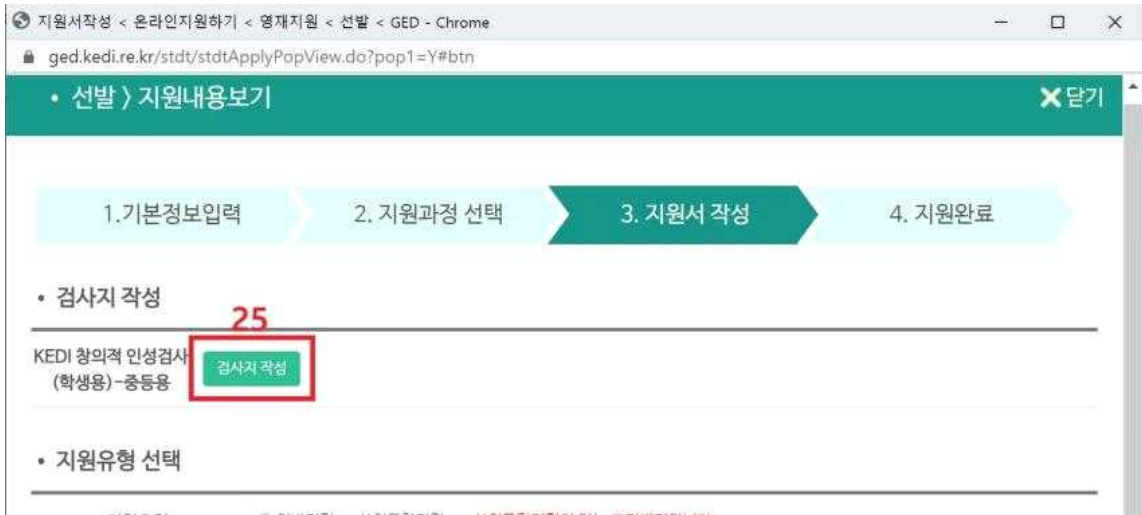 지원서작성 < 온라인지원하기 < 영재지원 < 선발 < GED - Chrome
ged.kedi.re.kr/stdt/stdtApplyPopView.do?pop1=Y#btn
• 선발 > 지원내용보기 닫기
1.기본정보입력 2. 지원과정 선택 3. 지원서 작성 4. 지원완료
• 검사지 작성
25
KEDI 창의적 인성검사 검사지 작성
(학생용)-중등용
• 지원유형 선택